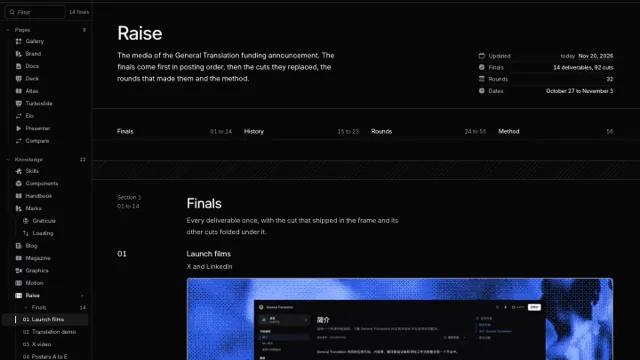 Filter
14 finals
Pages 9
Gallery
Brand
Docs
Deck
Atlas
Turboslide
Elo
Presenter
Compare
Knowledge 12
Skills
Components
Handbook
Marks
Graticule
Loading
Blog
Magazine
Graphics
Motion
Raise
Finals 14
01 Launch films
02 Translation demo
03 X video
04 Posters A to E
Raise
The media of the General Translation funding announcement. The
finals come first in posting order, then the cuts they replaced, the
rounds that made them and the method.
Updated today Nov 20, 2026
Finals 14 deliverables, 92 cuts
Rounds 32
Dates October 27 to November 3
Finals 01 to 14
History 15 to 23
Rounds 24 to 55
Method 56
Section 1
01 to 14
Finals
Every deliverable once, with the cut that shipped in the frame and its
other cuts folded under it.
01
Launch films
X and LinkedIn
General Translation
简介